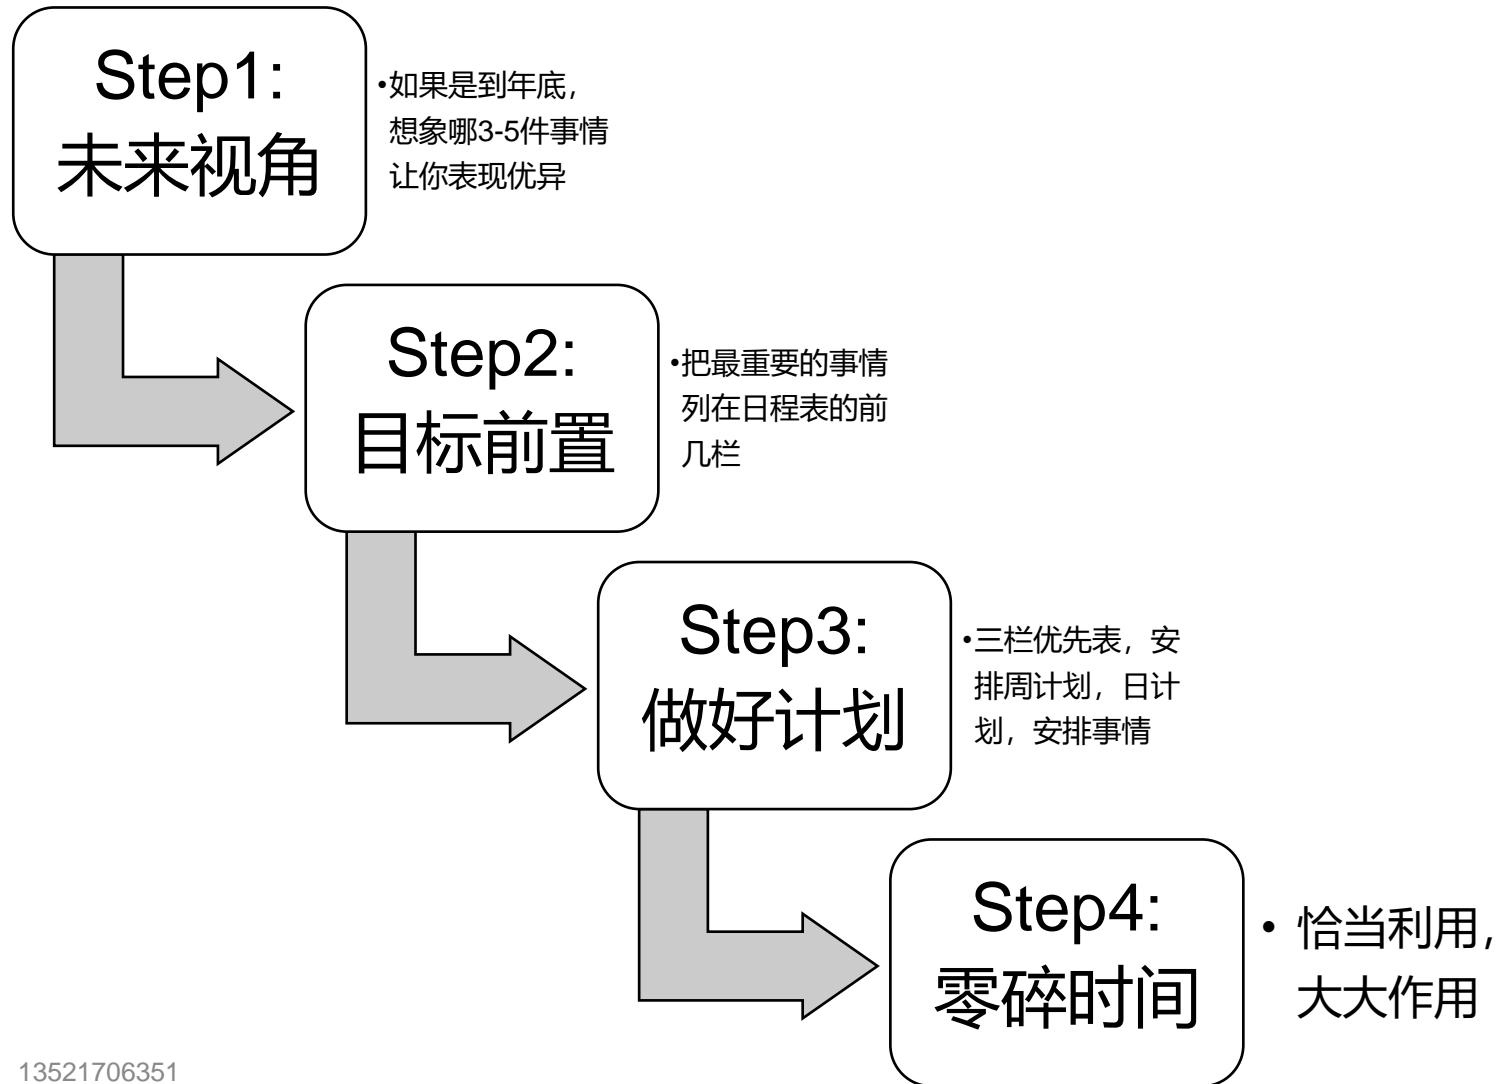 Step1:
未来视角
•如果是到年底，
想象哪3-5件事情
让你表现优异
Step2:
目标前置
•把最重要的事情
列在日程表的前
几栏
Step3:
做好计划
•三栏优先表，安
排周计划，日计
划，安排事情
Step4:
零碎时间
• 恰当利用，
大大作用
13521706351